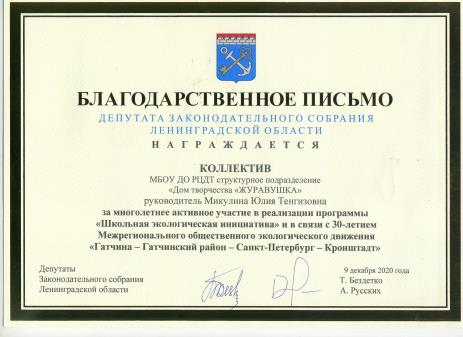 БЛАГОДАРСТВЕННОЕ ПИСЬМО
ДЕПУТАТА ЗАКОНОДАТЕЛЬНОГО СОБРАНИЯ
ЛЕНИНГРАДСКОЙ ОБЛАСТИ
НАГРАЖДАЕТСЯ
КОЛЛЕКТИВ
МБОУ ДО РЦДТ структурное подразделение
«Дом творчества «ЖУРАВУШКА»
руководитель Микулина Юлия Тенгизовна
за многолетнее активное участие в реализации программы
«Школьная экологическая инициатива» и в связи с 30-летием
Межрегионального общественного экологического движения
«Гатчина – Гатчинский район – Санкт-Петербург – Кронштадт»
Депутаты
Законодательного собрания
Ленинградской области
9 декабря 2020 года
Т. Бездетко
А. Русских